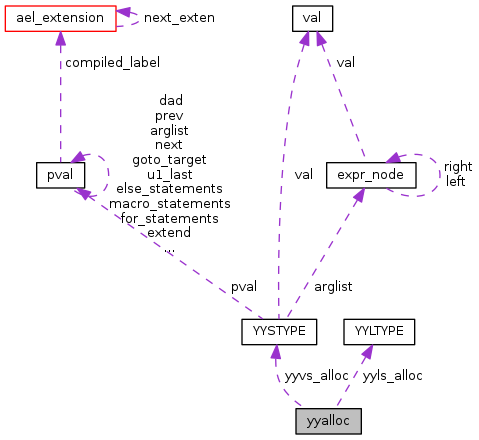 ael_extension
next_exten
val
compiled_label
val
dad
prev
arglist
next
goto_target
u1_last
else_statements
macro_statements
for_statements
extend
...
pval
val
expr_node
right
left
pval
arglist
YYSTYPE
YYLTYPE
yyvs_alloc
yyls_alloc
yyalloc